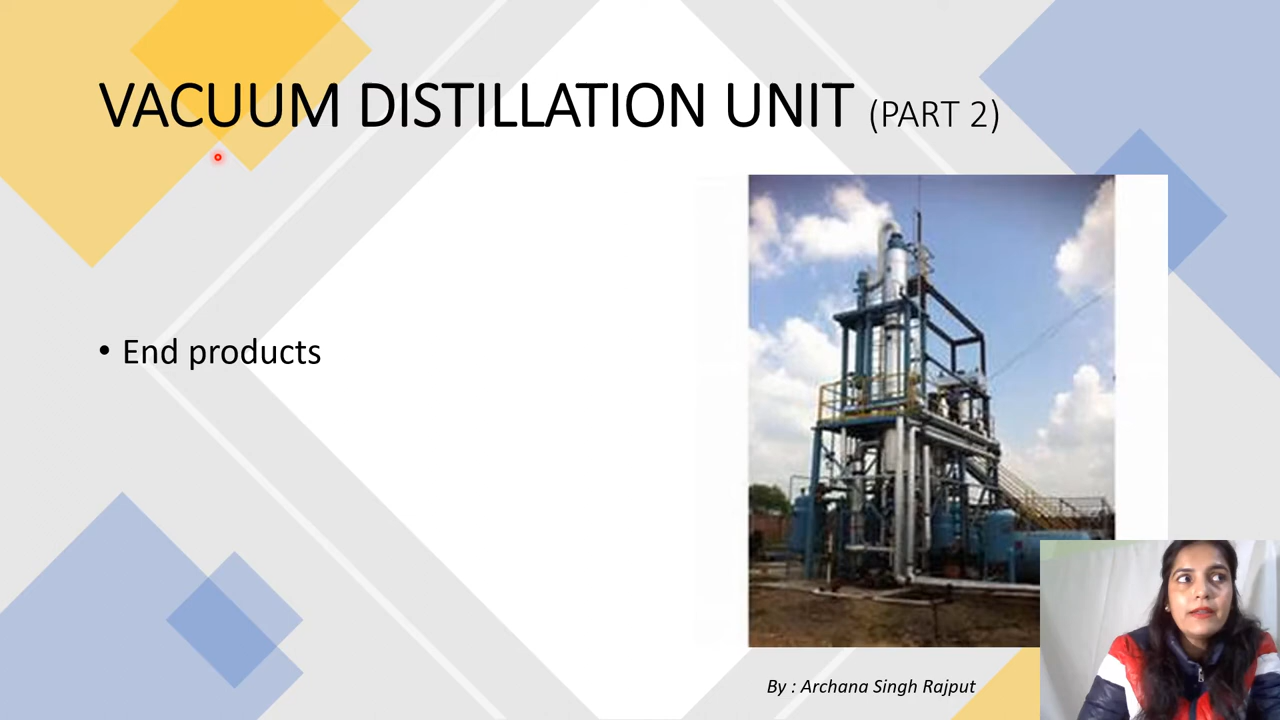 VACUUM DISTILLATION UNIT (PART 2)
• End products
By : Archana Singh Rajput